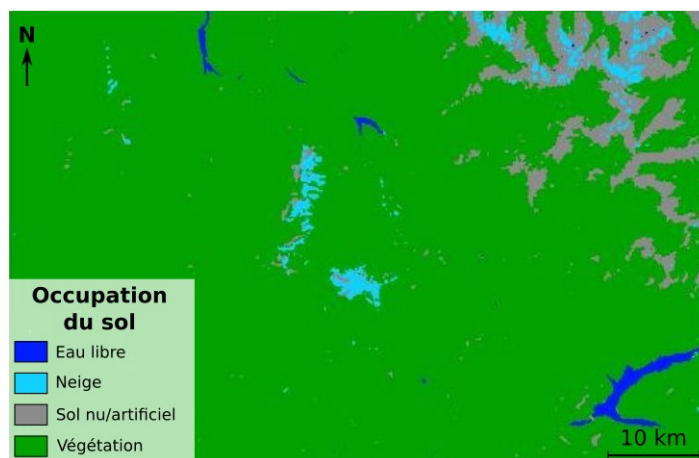 N
Occupation
du sol
Eau libre
Neige
Sol nu/artificiel
Végétation
10 km